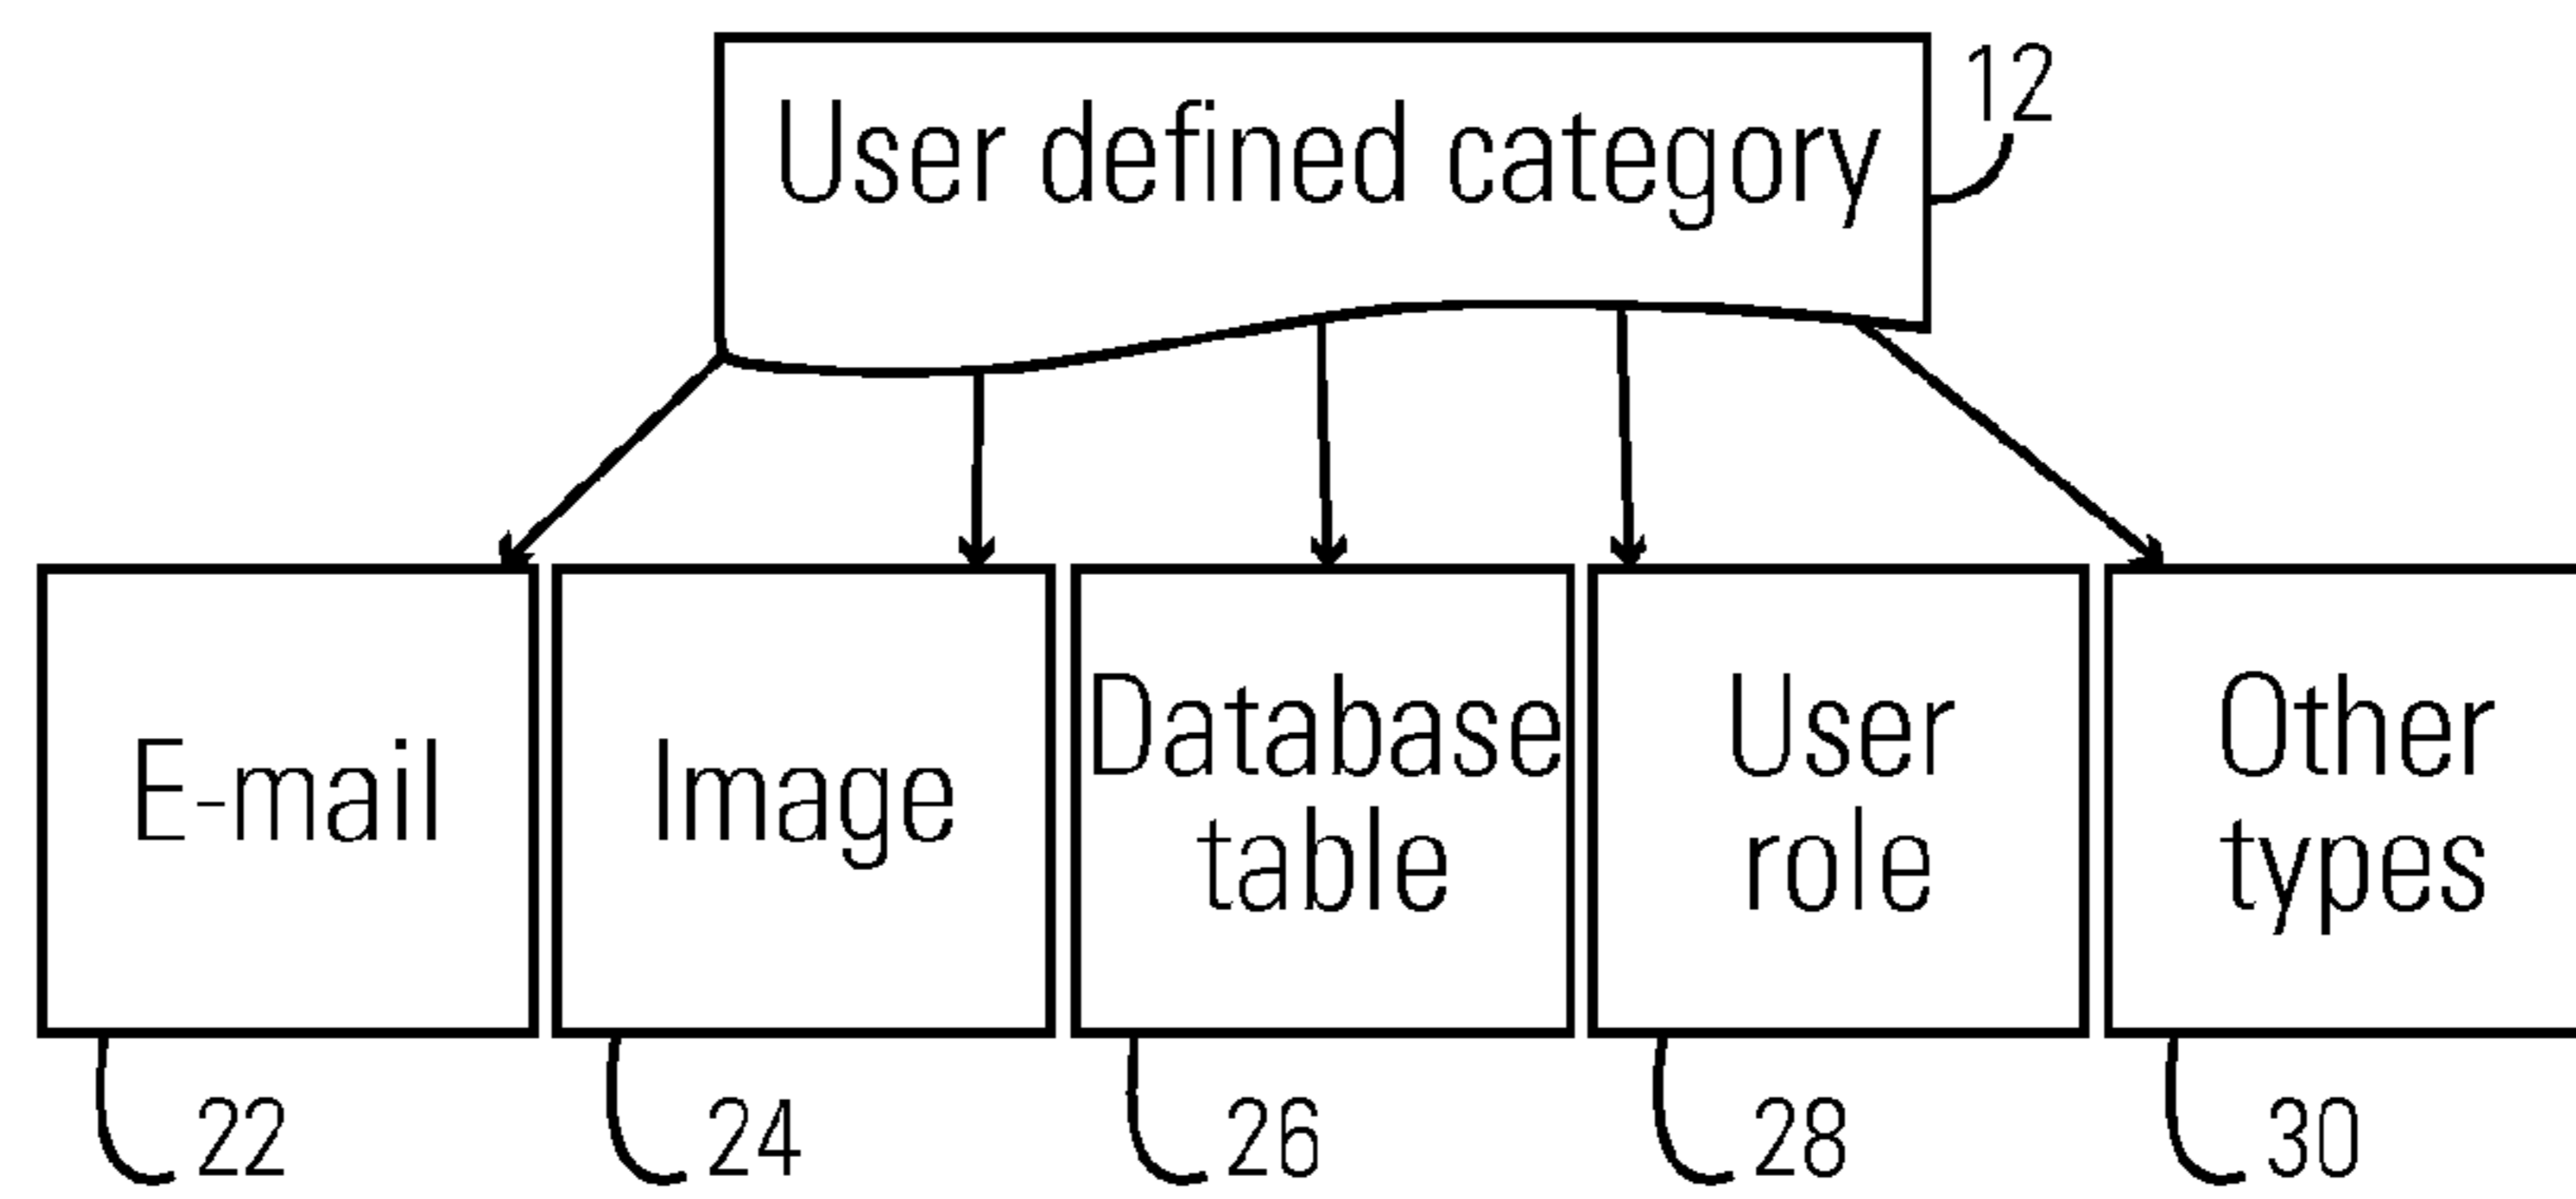 User defined category
12
E-mail
Image
Database
table
User
role
Other
types
22
24
26
28
30